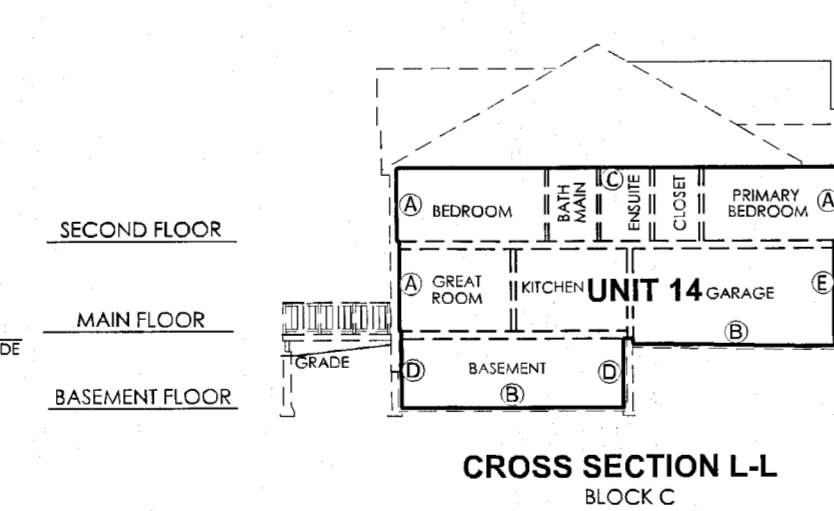 C
A
BEDROOM
BATH
MAIN
ENSUITE
CLOSET
PRIMARY
BEDROOM
A
SECOND FLOOR
A
GREAT
ROOM
KITCHEN
UNIT 14
GARAGE
E
MAIN FLOOR
B
DE
GRADE
D
BASEMENT
D
BASEMENT FLOOR
B
CROSS SECTION L-L
BLOCK C